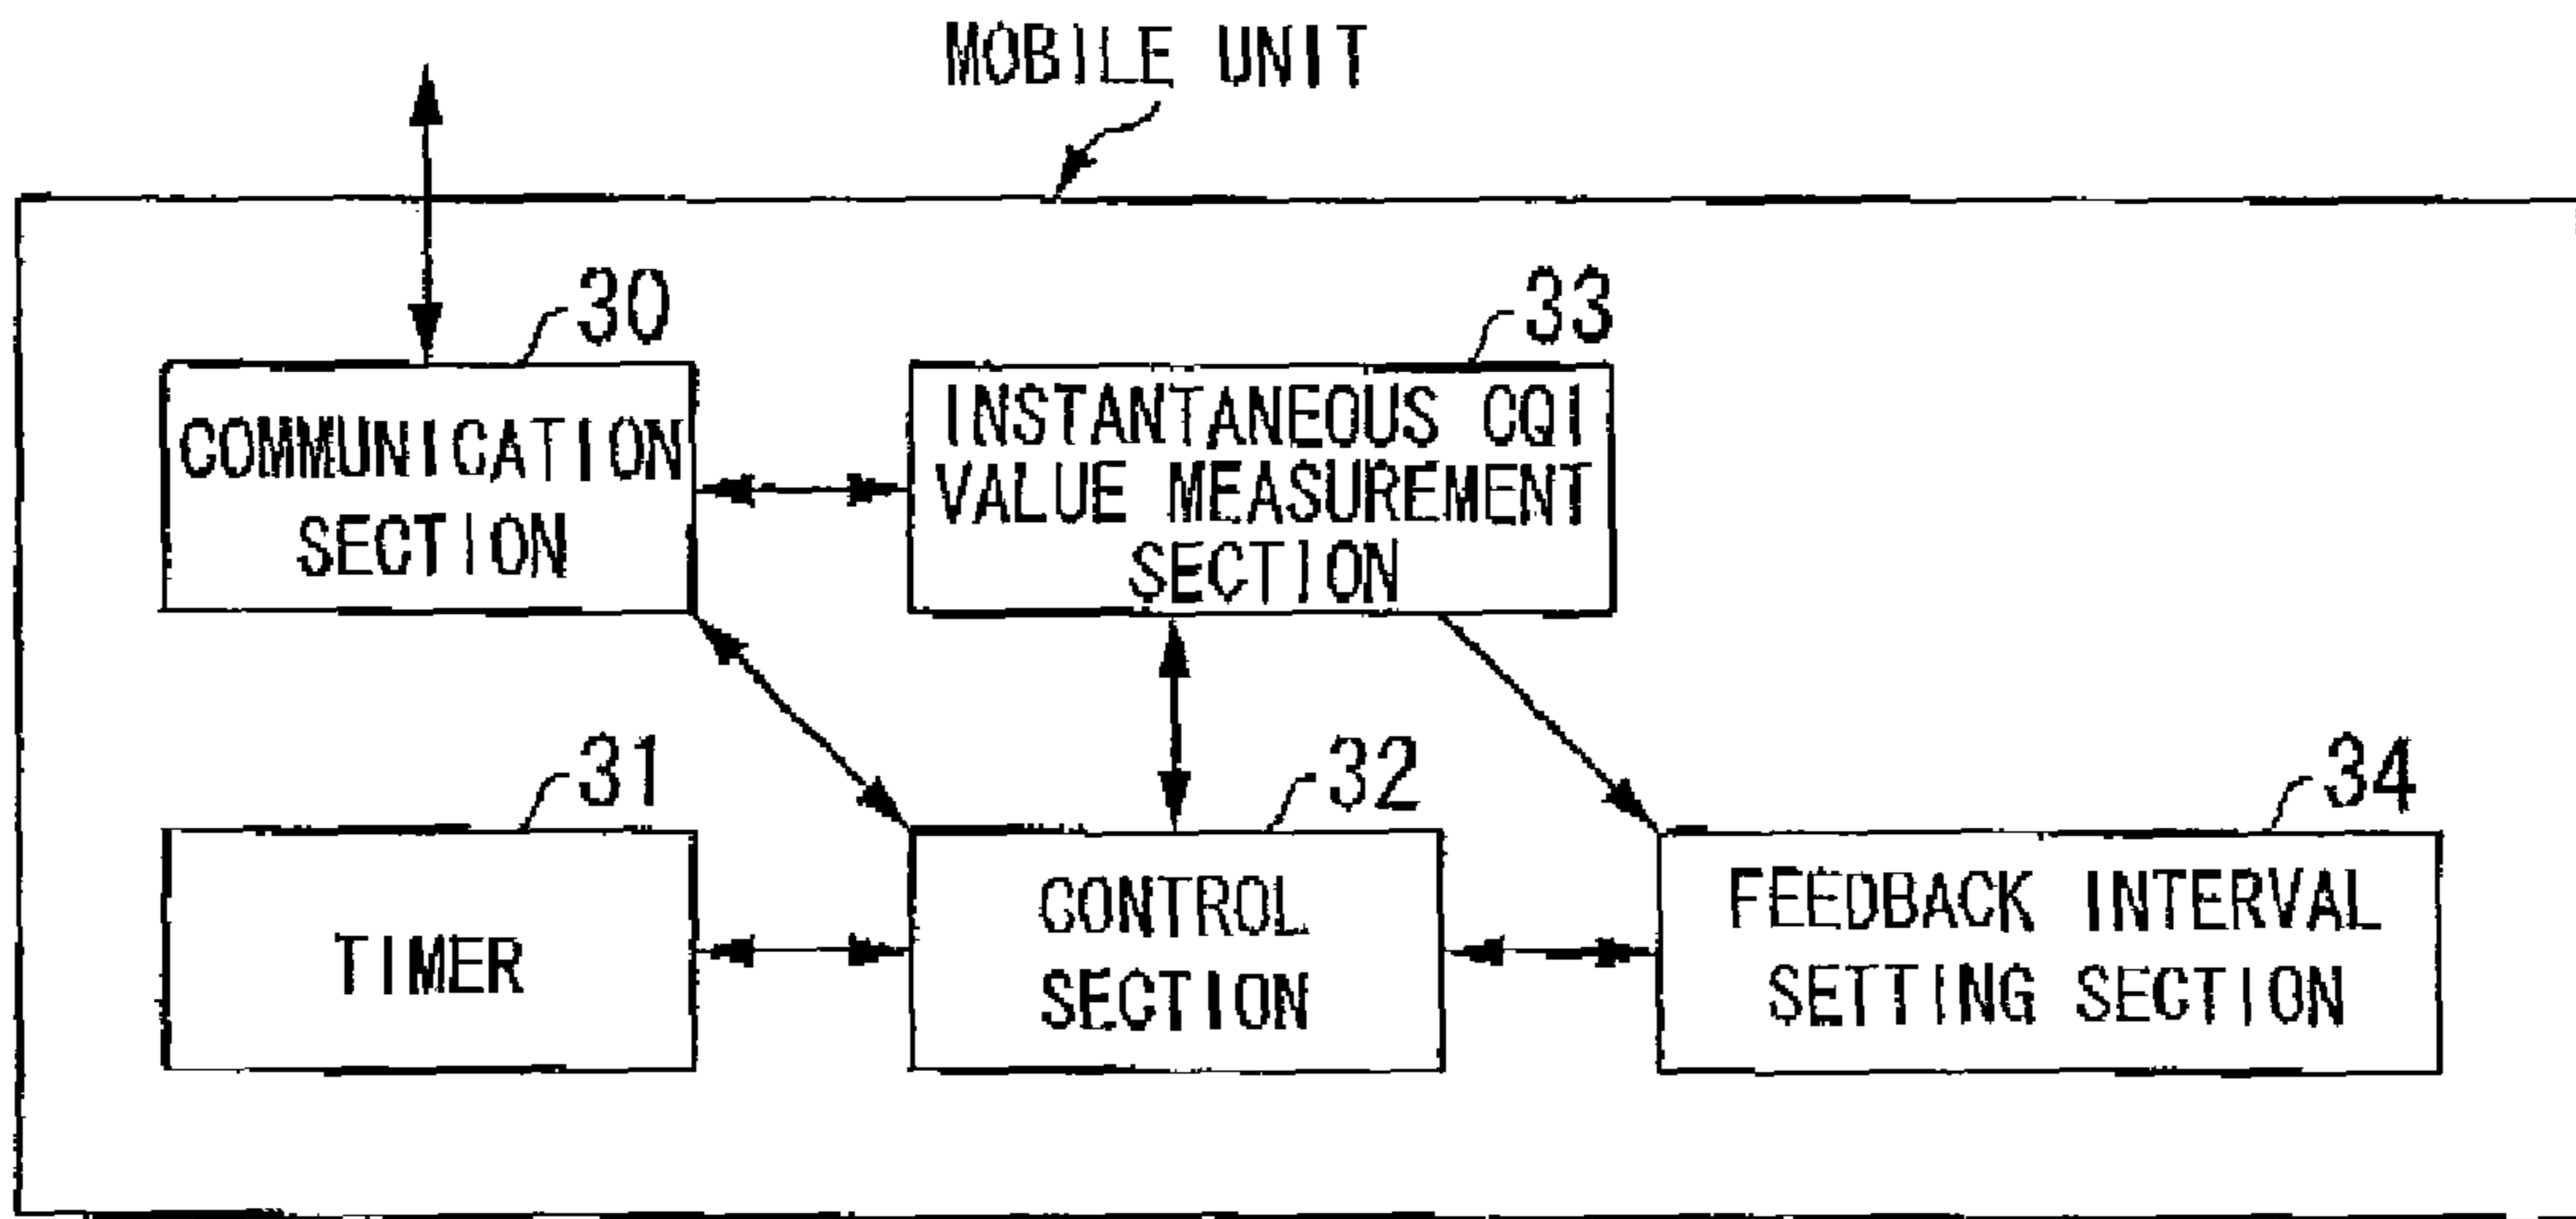 MOBILE UNIT
30
33
COMMUNICATION
SECTION
INSTANTANEOUS CQI
VALUE MEASUREMENT
SECTION
31
32
34
TIMER
CONTROL
SECTION
FEEDBACK INTERVAL
SETTING SECTION